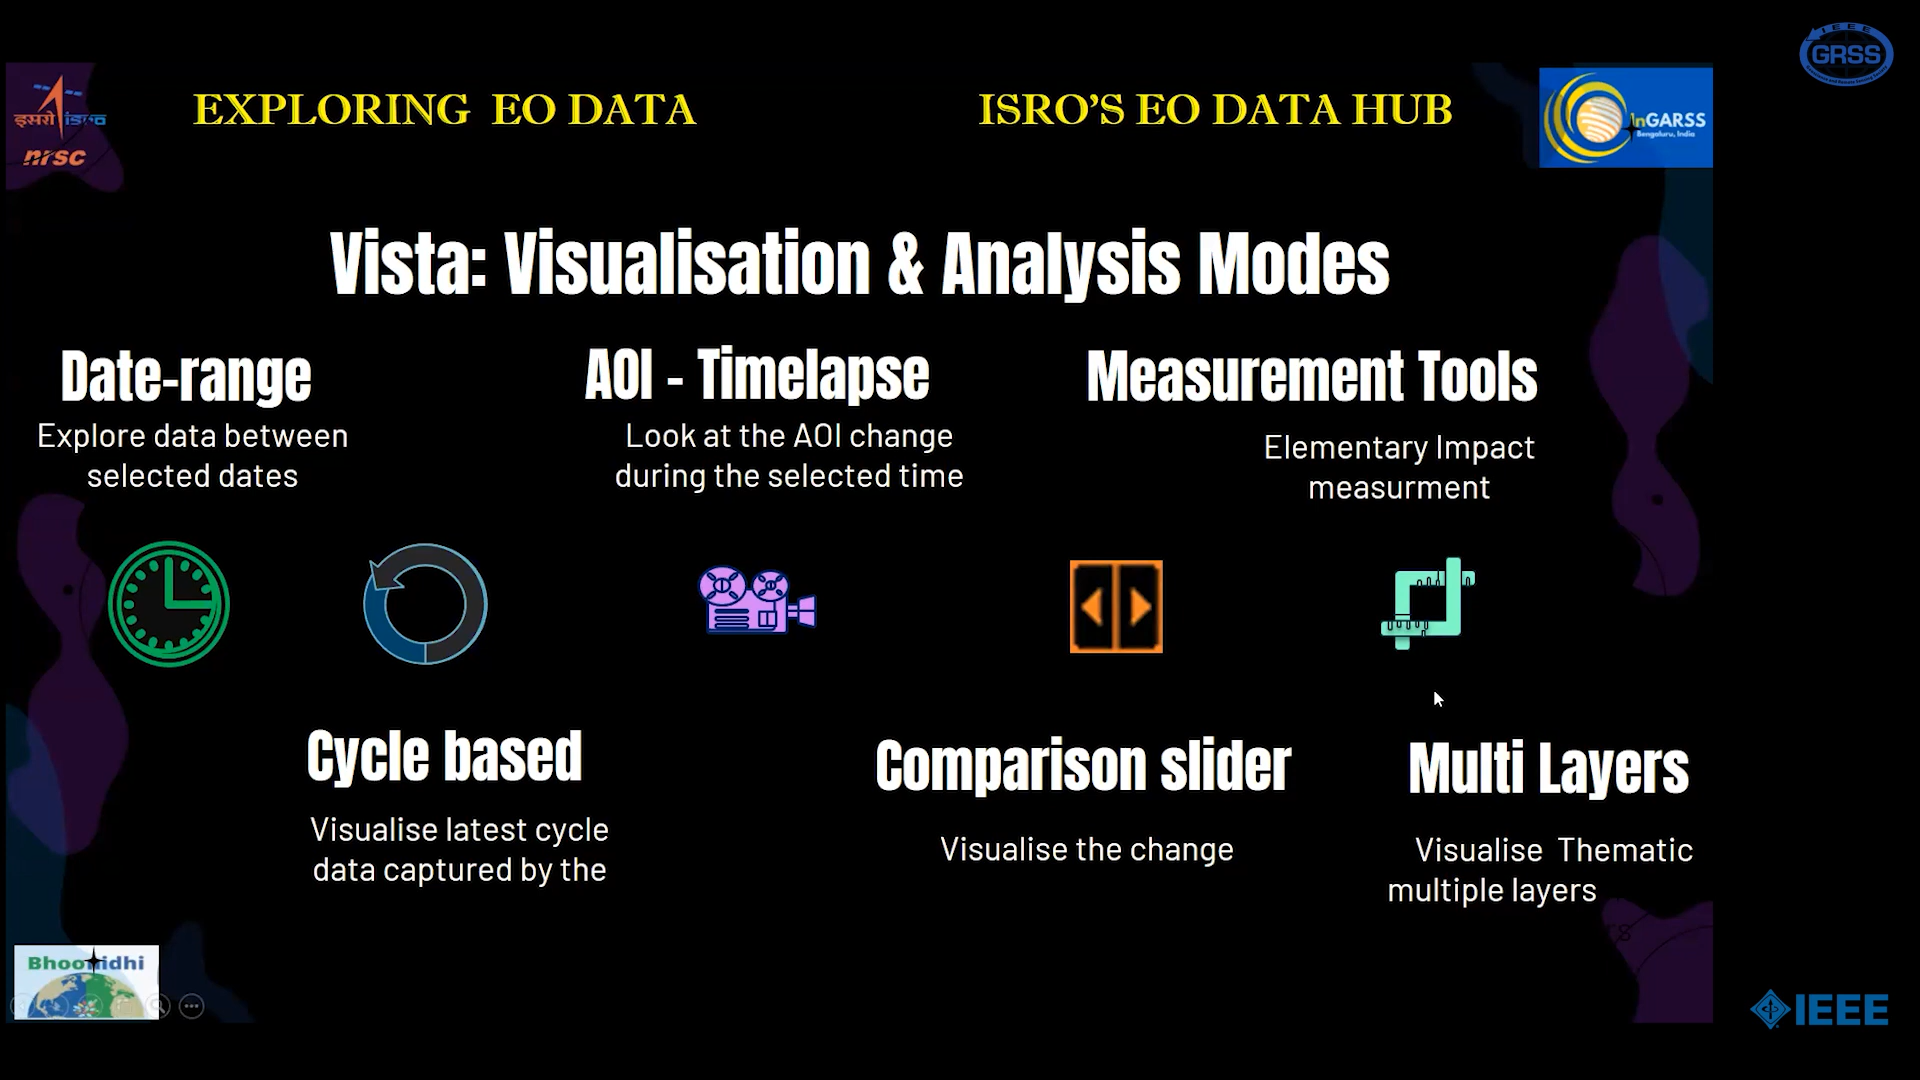 IEEE
GRSS
इसरो isro
nrsc
EXPLORING EO DATA
ISRO'S EO DATA HUB
InGARSS
Bengaluru, India
Vista: Visualisation & Analysis Modes
Date-range
Explore data between
selected dates
AOI - Timelapse
Look at the AOI change
during the selected time
Measurement Tools
Elementary Impact
measurment
Cycle based
Visualise latest cycle
data captured by the
Comparison slider
Visualise the change
Multi Layers
Visualise Thematic
multiple layers
Bhoonidhi
IEEE